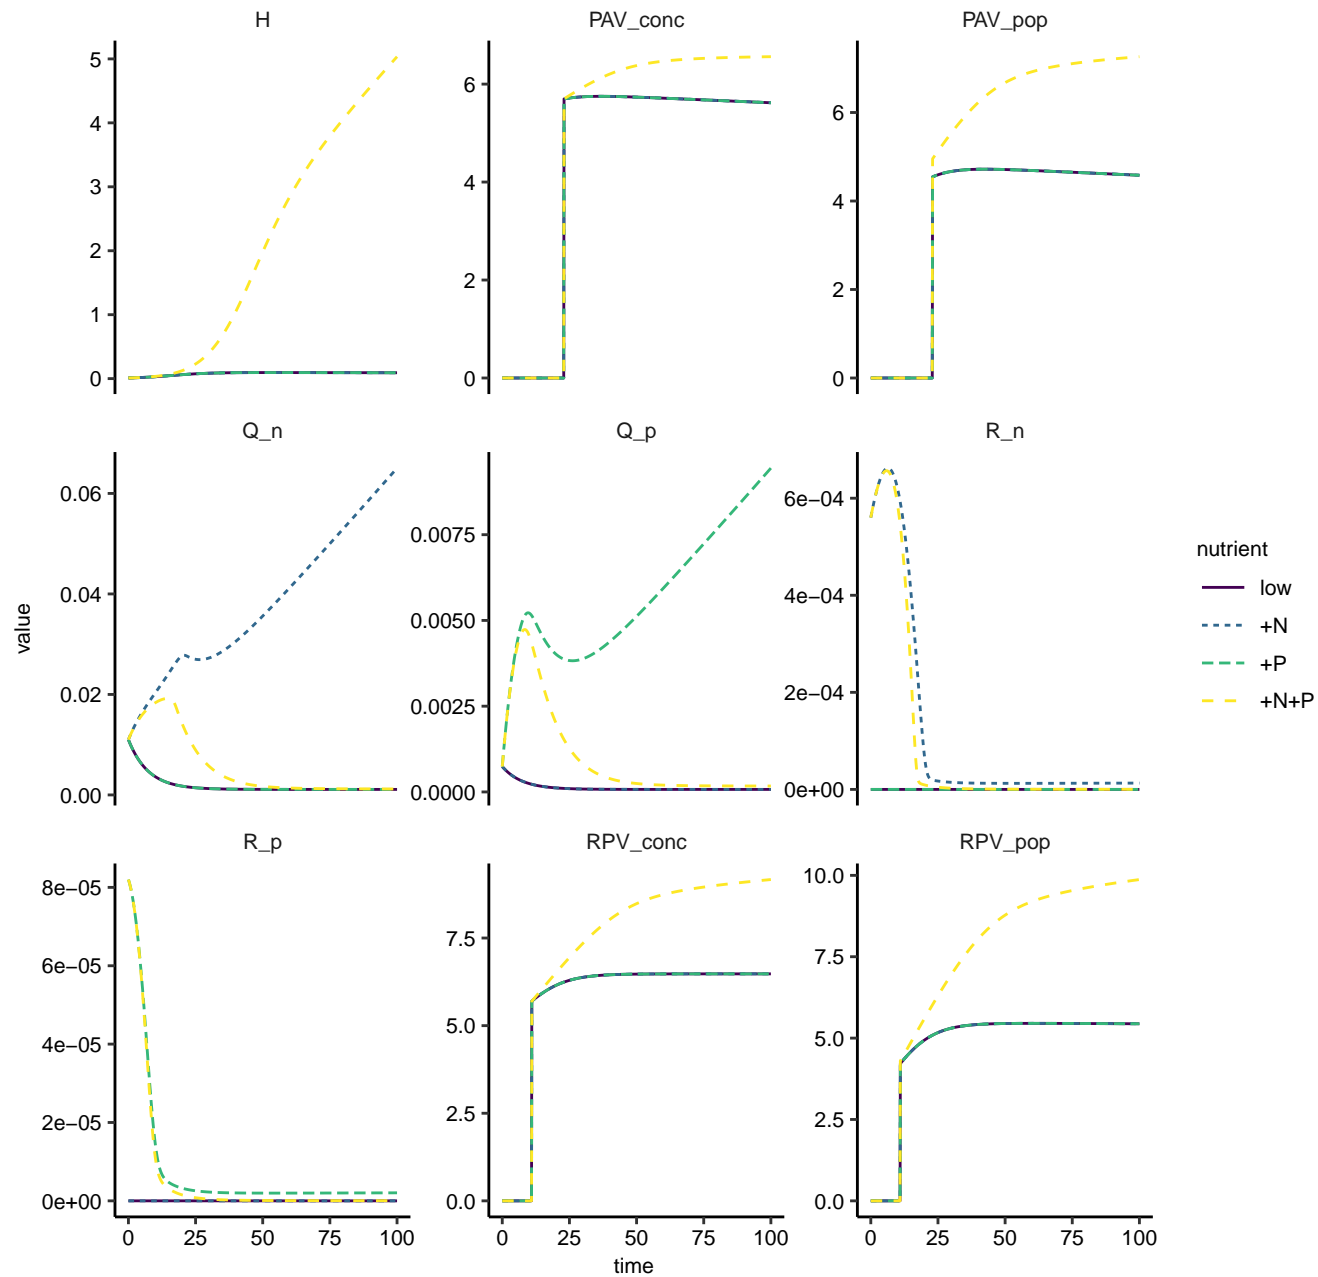 H
PAV_conc
PAV_pop
5
4
3
2
1
0
6
4
2
0
6
4
2
0
Q_n
Q_p
R_n
0.06
0.04
0.02
0.00
0.0075
0.0050
0.0025
0.0000
6e−04
4e−04
2e−04
0e+00
value
nutrient
low
+N
+P
+N+P
R_p
RPV_conc
RPV_pop
8e−05
6e−05
4e−05
2e−05
0e+00
7.5
5.0
2.5
0.0
10.0
7.5
5.0
2.5
0.0
0 25 50 75 100
0 25 50 75 100
0 25 50 75 100
time